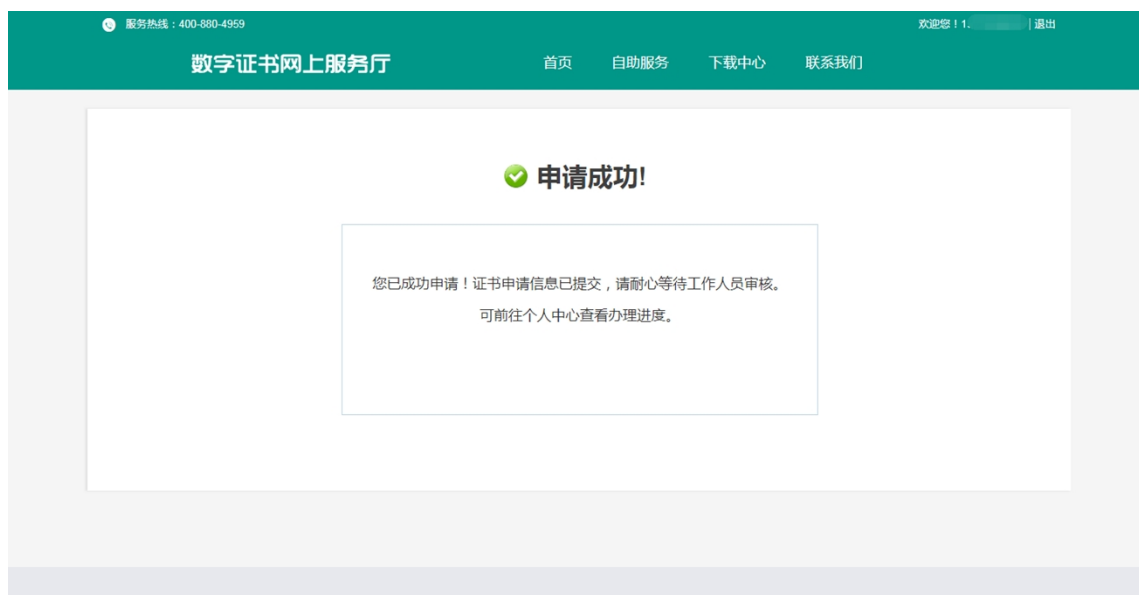 服务热线：400-880-4959
欢迎您！1. | 退出
数字证书网上服务厅
首页 自助服务 下载中心 联系我们
申请成功!
您已成功申请！证书申请信息已提交，请耐心等待工作人员审核。
可前往个人中心查看办理进度。